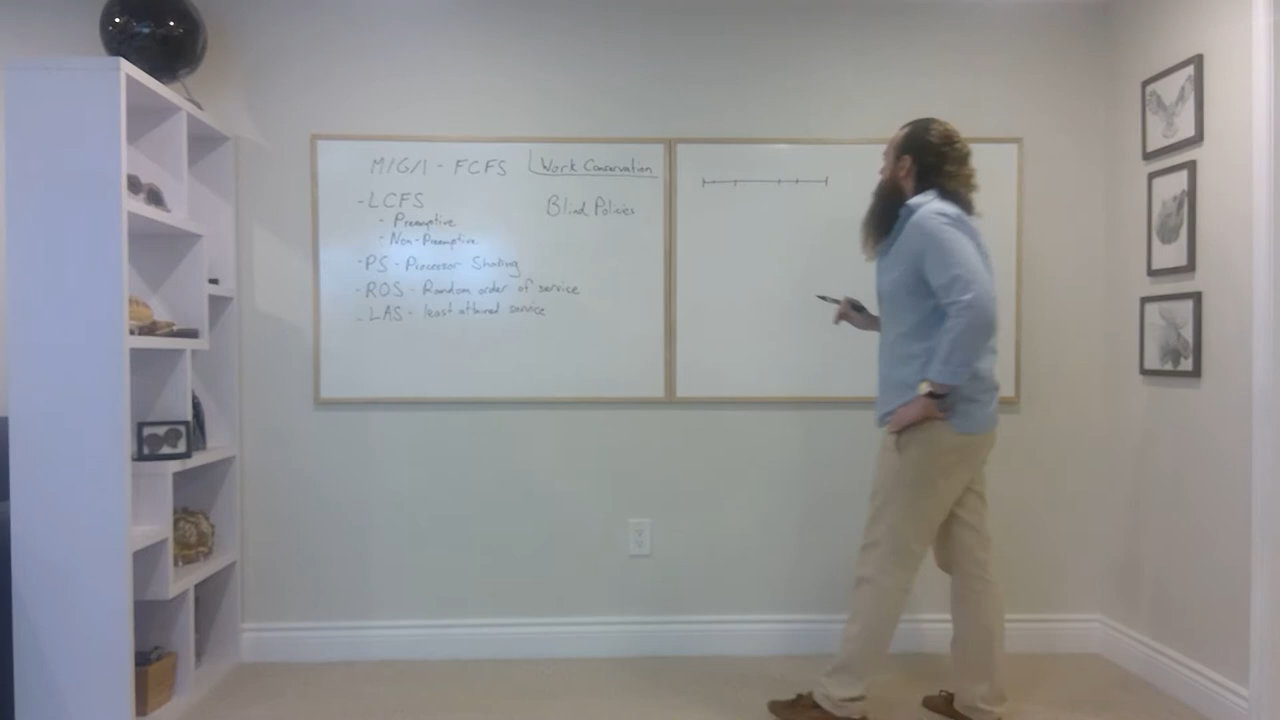 M/G/1 - FCFS
Work Conservation
Blind Policies
- LCFS
- Preemptive
- Non-Preemptive
- PS - Processor Sharing
- ROS - Random order of service
- LAS - least attained service